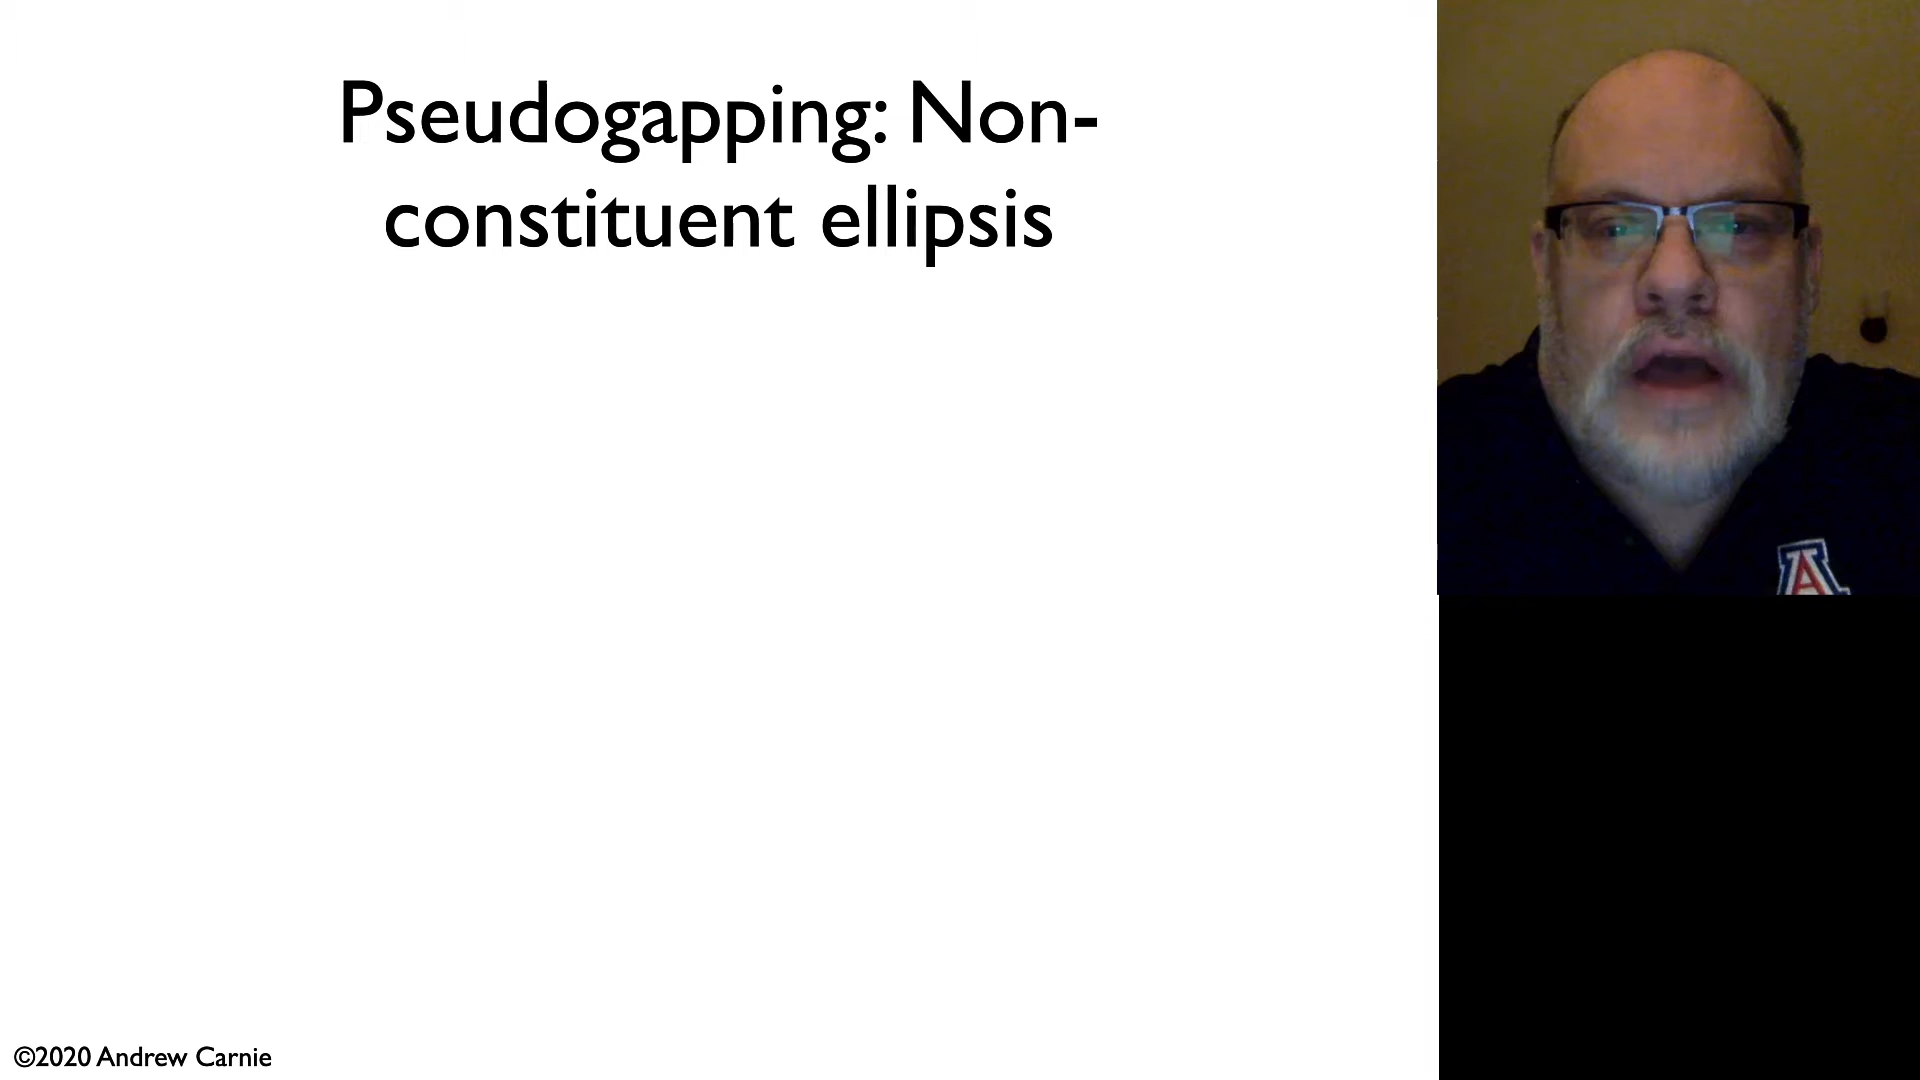 Pseudogapping: Non-
constituent ellipsis
A
©2020 Andrew Carnie